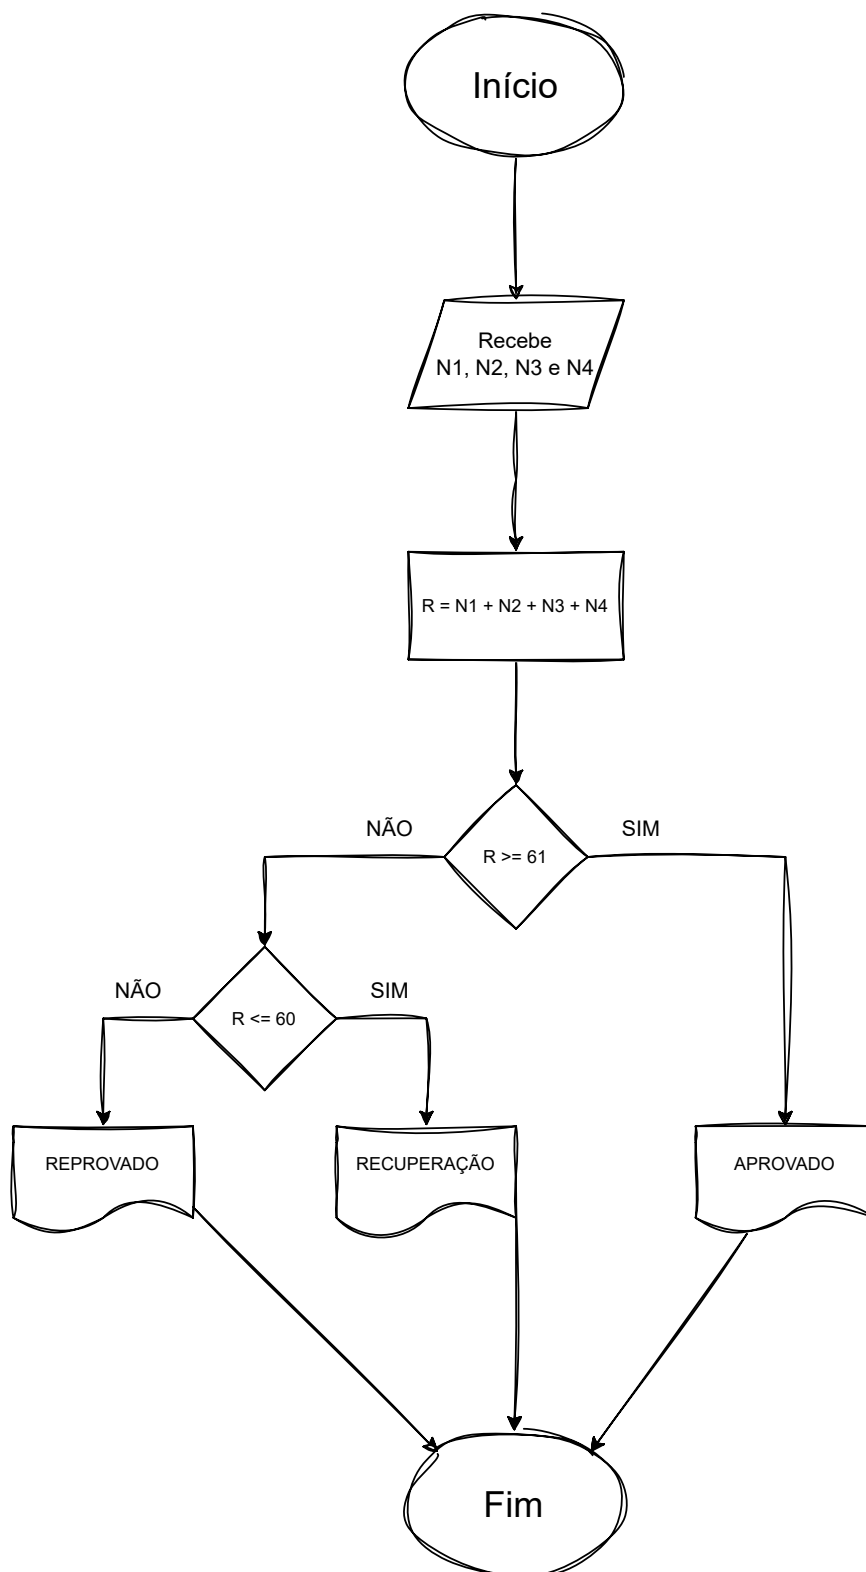 Início
Recebe
N1, N2, N3 e N4
R = N1 + N2 + N3 + N4
NÃO
SIM
R >= 61
NÃO
SIM
R <= 60
REPROVADO
RECUPERAÇÃO
APROVADO
Fim